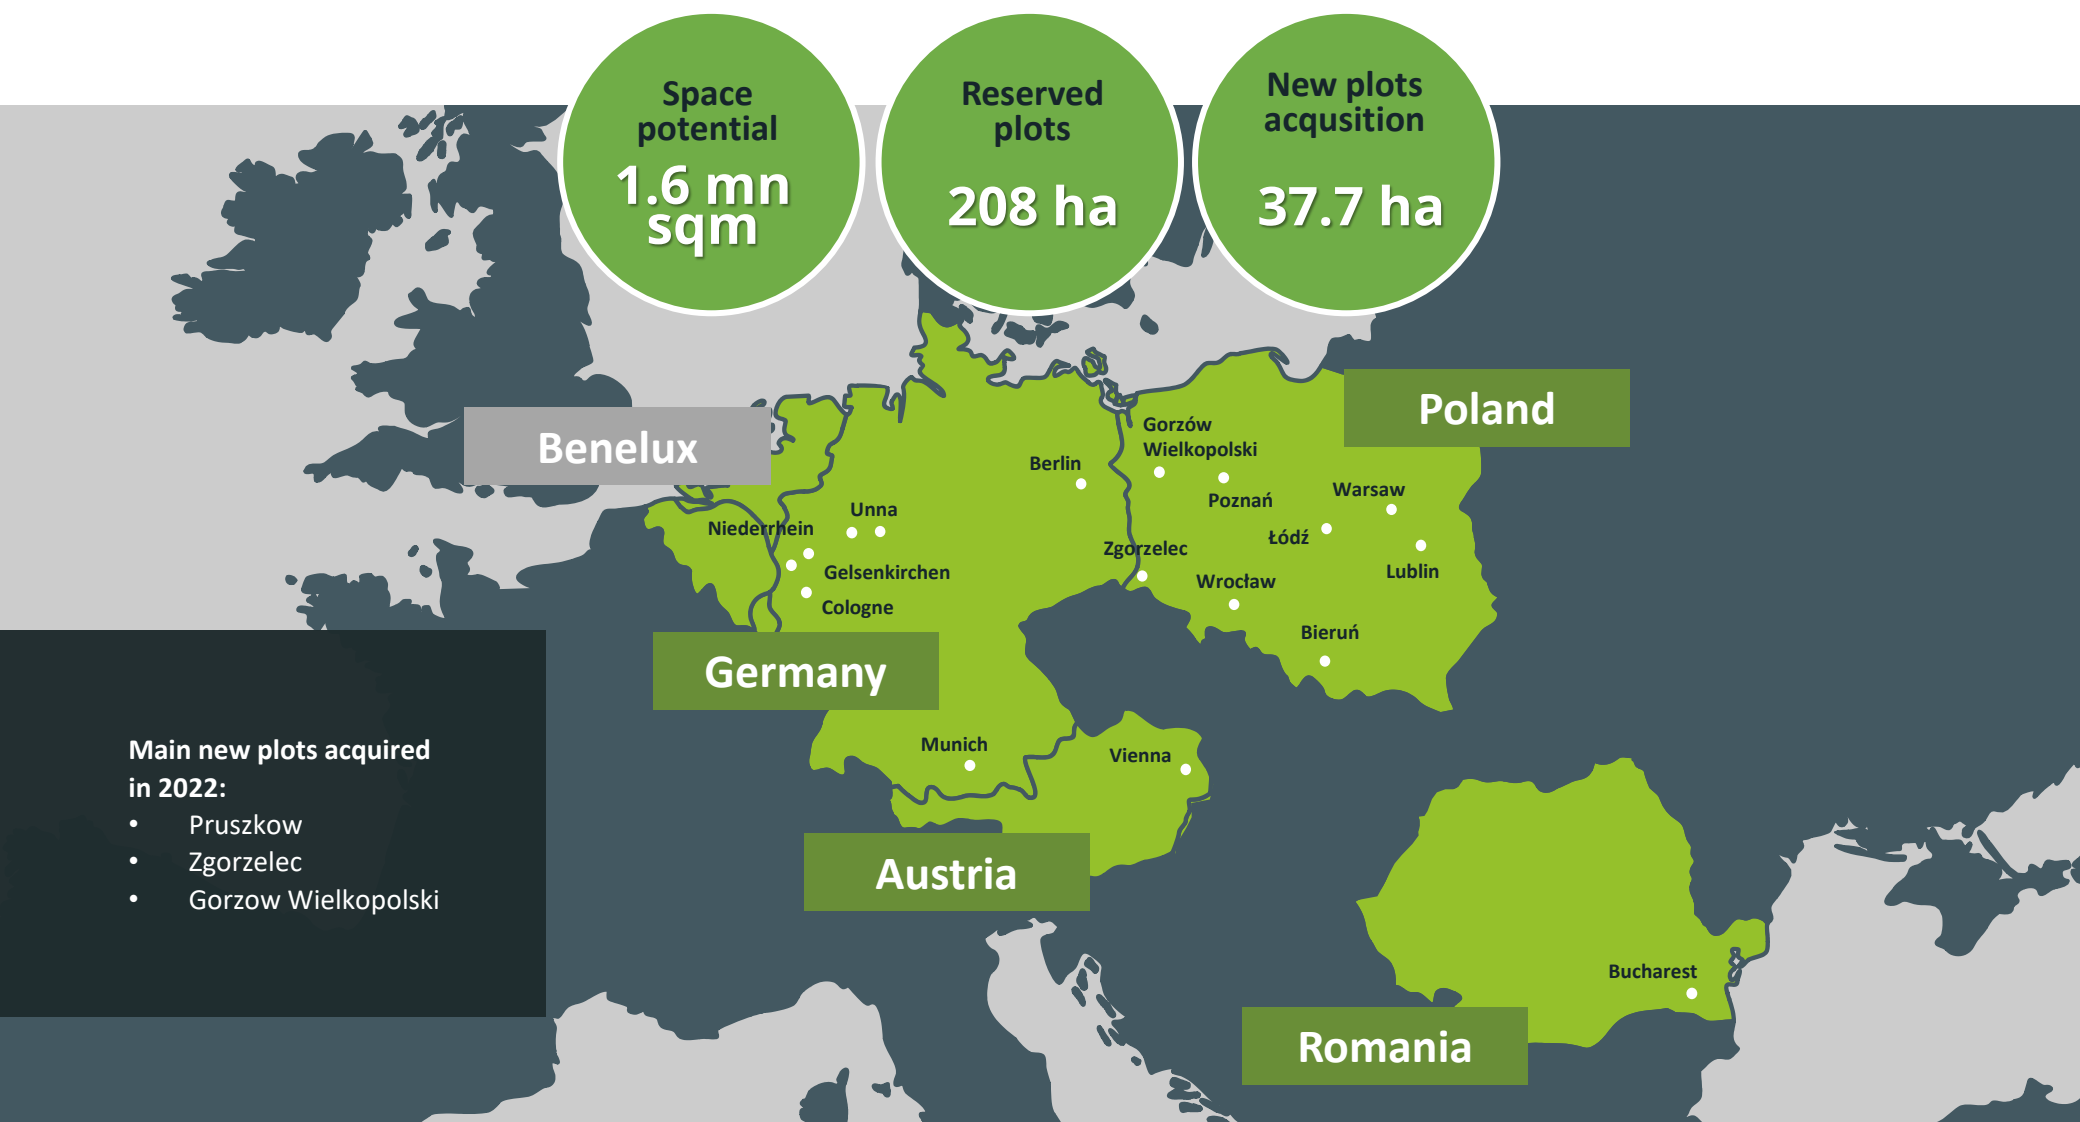 Space
potential
1.6 mn
sqm
Reserved
plots
208 ha
New plots
acqusition
37.7 ha
Benelux
Poland
Gorzów
Wielkopolski
Berlin
Poznań
Warsaw
Unna
Niederrhein
Łódź
Zgorzelec
Gelsenkirchen
Wrocław
Lublin
Cologne
Bieruń
Germany
Munich
Vienna
Austria
Bucharest
Romania
Main new plots acquired
in 2022:
• Pruszkow
• Zgorzelec
• Gorzow Wielkopolski